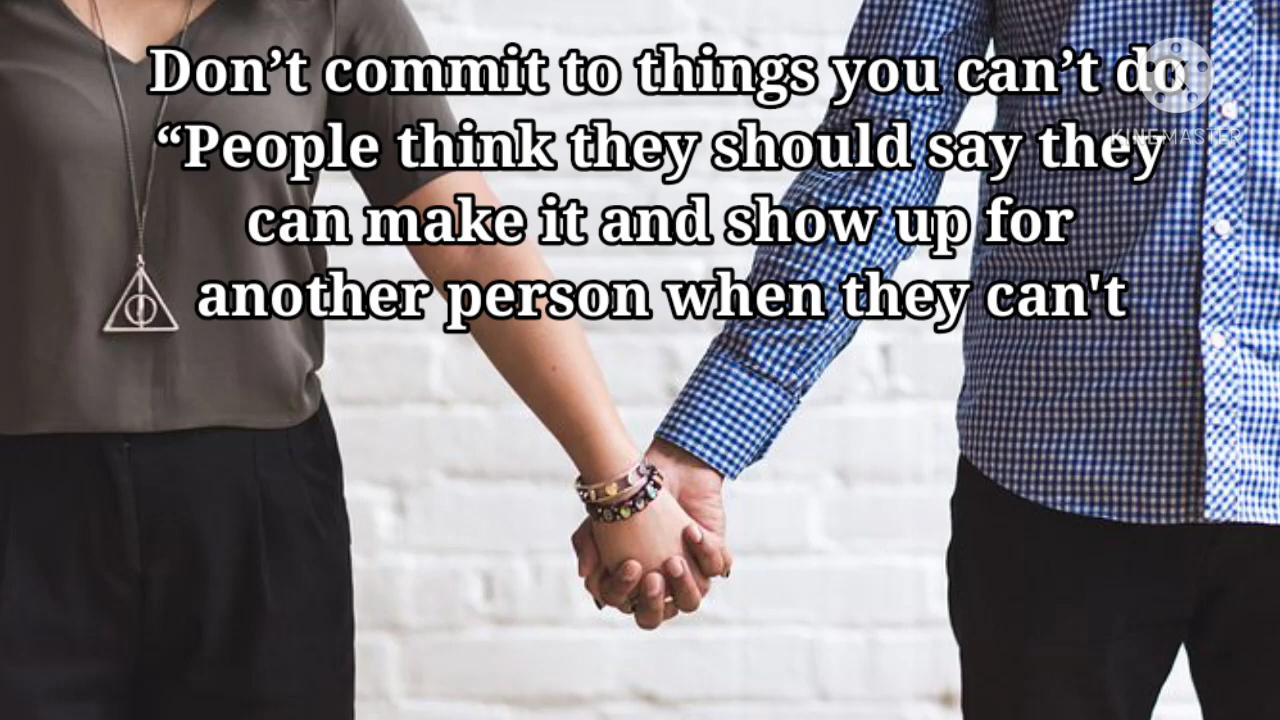 Don’t commit to things you can’t do
“People think they should say they
can make it and show up for
another person when they can't
KINEMASTER